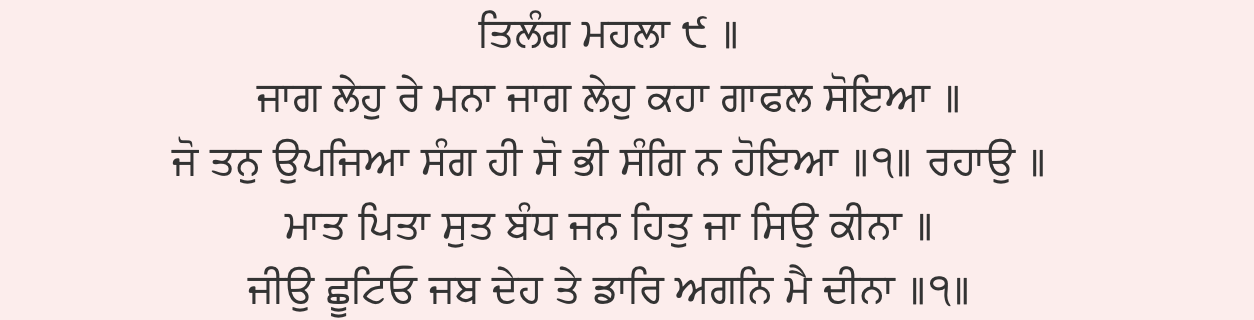 ਤਿਲੰਗ ਮਹਲਾ ੯ ॥
ਜਾਗ ਲੇਹੁ ਰੇ ਮਨਾ ਜਾਗ ਲੇਹੁ ਕਹਾ ਗਾਫਲ ਸੋਇਆ ॥
ਜੋ ਤਨੁ ਉਪਜਿਆ ਸੰਗ ਹੀ ਸੋ ਭੀ ਸੰਗਿ ਨ ਹੋਇਆ ॥੧॥ ਰਹਾਉ ॥
ਮਾਤ ਪਿਤਾ ਸੁਤ ਬੰਧ ਜਨ ਹਿਤੁ ਜਾ ਸਿਉ ਕੀਨਾ ॥
ਜੀਉ ਛੂਟਿਓ ਜਬ ਦੇਹ ਤੇ ਡਾਰਿ ਅਗਨਿ ਮੈ ਦੀਨਾ ॥੧॥